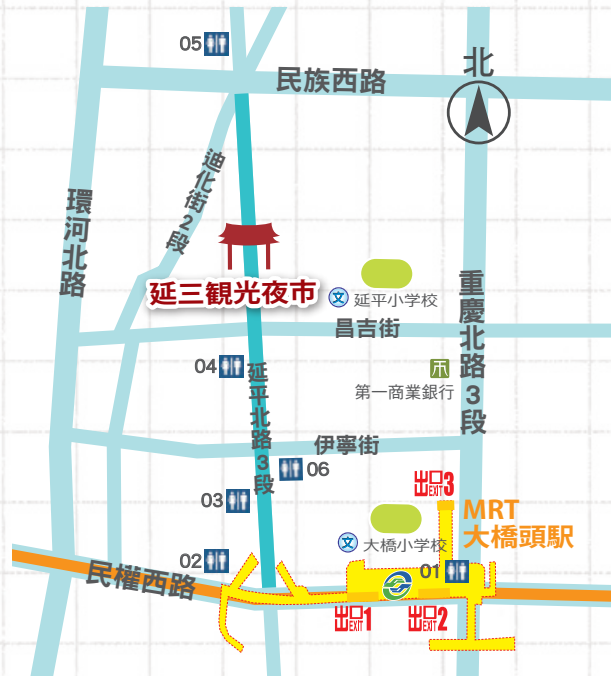 05
民族西路
北
迪化街2段
環河北路
延三観光夜市
文
延平小学校
昌吉街
重慶北路3段
04
延平北路3段
第一商業銀行
伊寧街
06
03
出口EXIT3
MRT
大橋頭駅
文
大橋小学校
02
01
民權西路
出口EXIT1
出口EXIT2